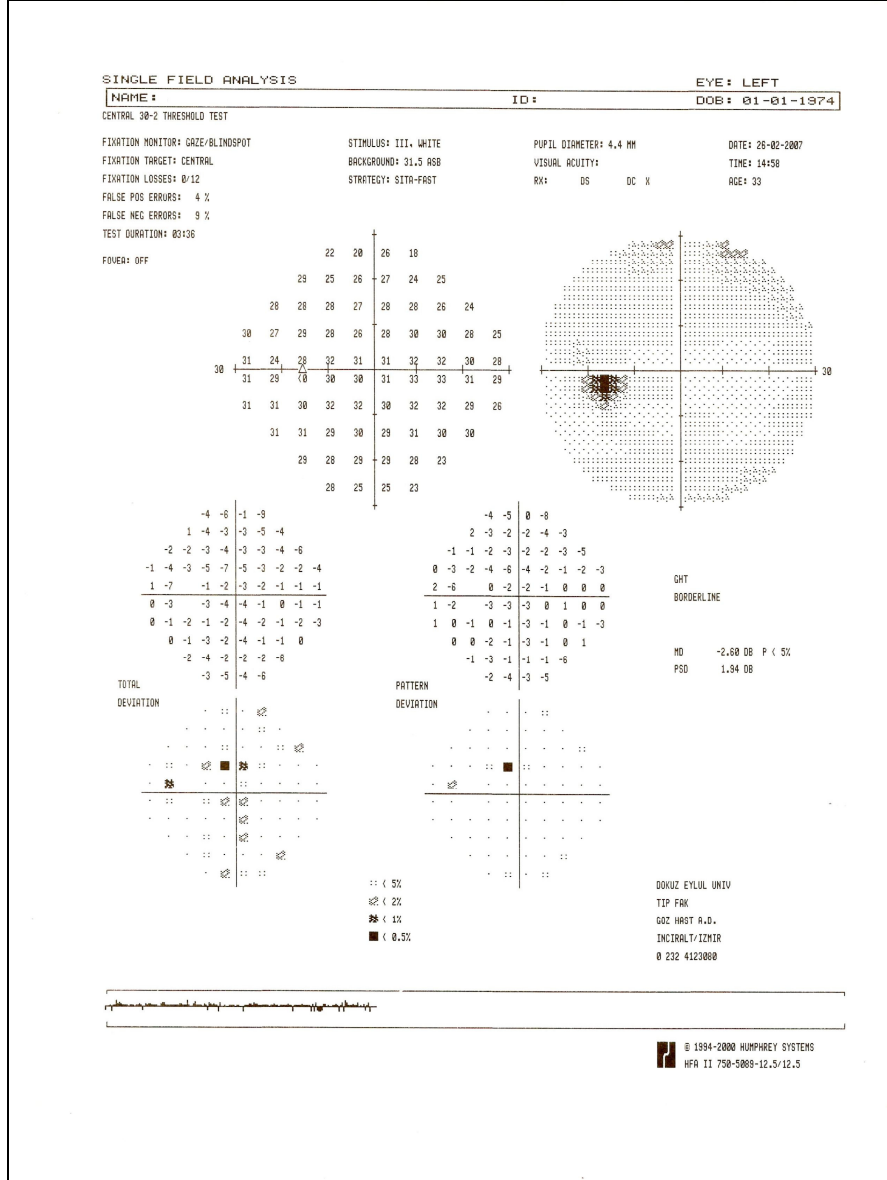 SINGLE FIELD ANALYSIS
EYE: LEFT
NAME:
ID:
DOB: 01-01-1974
CENTRAL 30-2 THRESHOLD TEST
FIXATION MONITOR: GAZE/BLINDSPOT
FIXATION TARGET: CENTRAL
FIXATION LOSSES: 0/12
FALSE POS ERRORS: 4 %
FALSE NEG ERRORS: 9 %
TEST DURATION: 03:36
FOVEA: OFF
STIMULUS: III, WHITE
BACKGROUND: 31.5 ASB
STRATEGY: SITA-FAST
PUPIL DIAMETER: 4.4 MM
VISUAL ACUITY:
RX: DS DC X
DATE: 26-02-2007
TIME: 14:58
AGE: 33
22 20 26 18
29 25 26 27 24 25
28 28 28 27 28 28 26 24
30 27 29 28 26 28 30 30 28 25
31 24 28 32 31 31 32 32 30 28
30
30
31 29 <0 30 30 31 33 33 31 29
31 31 30 32 32 30 32 32 29 26
31 31 29 30 29 31 30 30
29 28 29 29 28 23
28 25 25 23
-4 -6 -1 -9
1 -4 -3 -3 -5 -4
-2 -2 -3 -4 -3 -3 -4 -6
-1 -4 -3 -5 -7 -5 -3 -2 -2 -4
1 -7 -1 -2 -3 -2 -1 -1 -1
0 -3 -3 -4 -4 -1 0 -1 -1
0 -1 -2 -1 -2 -4 -2 -1 -2 -3
0 -1 -3 -2 -4 -1 -1 0
-2 -4 -2 -2 -2 -6
-3 -5 -4 -6
TOTAL
DEVIATION
-4 -5 0 -8
2 -3 -2 -2 -4 -3
-1 -1 -2 -3 -2 -2 -3 -5
0 -3 -2 -4 -6 -4 -2 -1 -2 -3
2 -6 0 -2 -2 -1 0 0 0
1 -2 -3 -3 -3 0 1 0 0
1 0 -1 0 -1 -3 -1 0 -1 -3
0 0 -2 -1 -3 -1 0 1
-1 -3 -1 -1 -1 -6
-2 -4 -3 -5
PATTERN
DEVIATION
GHT
BORDERLINE
MD -2.60 DB P < 5%
PSD 1.94 DB
< 5%
< 2%
< 1%
< 0.5%
DOKUZ EYLUL UNIV
TIP FAK
GOZ HAST A.D.
INCIRALT/IZMIR
0 232 4123080
© 1994-2000 HUMPHREY SYSTEMS
HFA II 750-5089-12.5/12.5